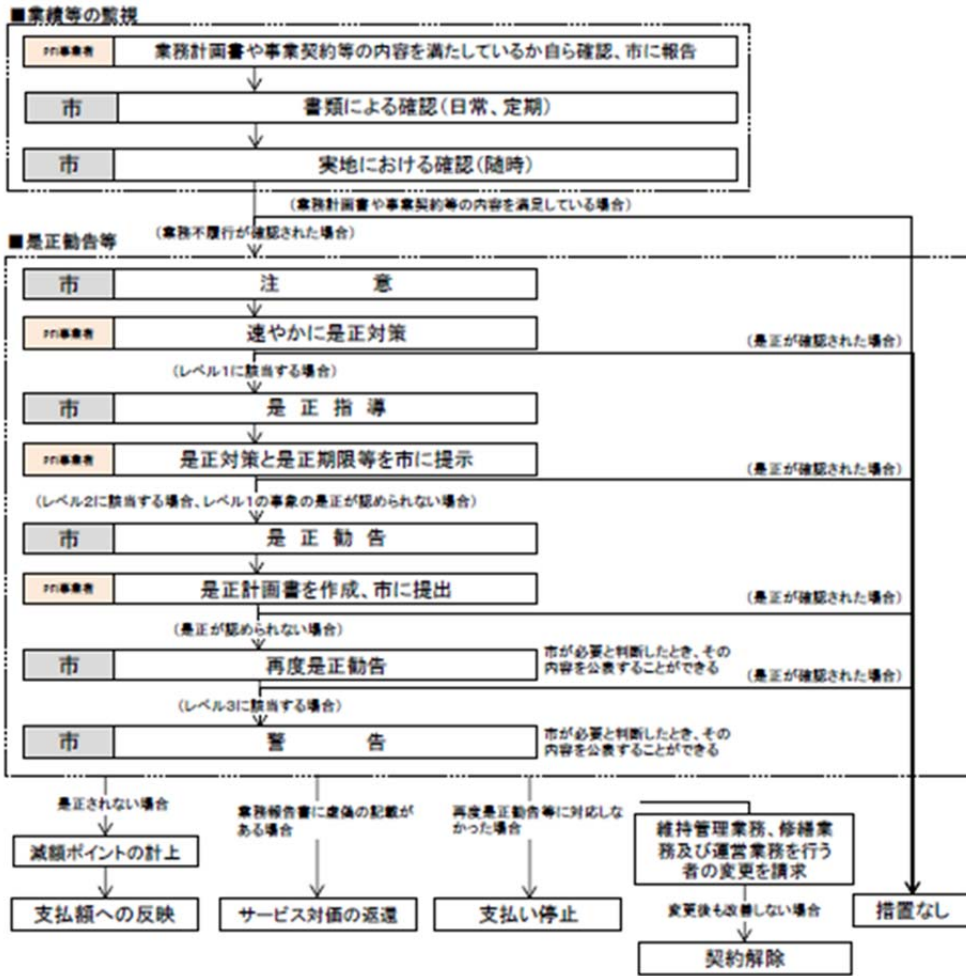 ■業績等の監視
PFI事業者 業務計画書や事業契約等の内容を満たしているか自ら確認、市に報告
市 書類による確認(日常、定期)
市 実地における確認(随時)
(業務計画書や事業契約等の内容を満足している場合)
(業務不履行が確認された場合)
■是正勧告等
市 注 意
PFI事業者 速やかに是正対策
(是正が確認された場合)
(レベル1に該当する場合)
市 是 正 指 導
PFI事業者 是正対策と是正期限等を市に提示
(是正が確認された場合)
(レベル2に該当する場合、レベル1の事象の是正が認められない場合)
市 是 正 勧 告
PFI事業者 是正計画書を作成、市に提出
(是正が確認された場合)
(是正が認められない場合)
市 再度是正勧告
市が必要と判断したとき、その
内容を公表することができる
(是正が確認された場合)
(レベル3に該当する場合)
市 警 告
市が必要と判断したとき、その
内容を公表することができる
是正されない場合
減額ポイントの計上
支払額への反映
業務報告書に虚偽の記載が
ある場合
サービス対価の返還
再度是正勧告等に対応しな
かった場合
支払い停止
維持管理業務、修繕業
務及び運営業務を行う
者の変更を請求
変更後も改善しない場合
契約解除
措置なし